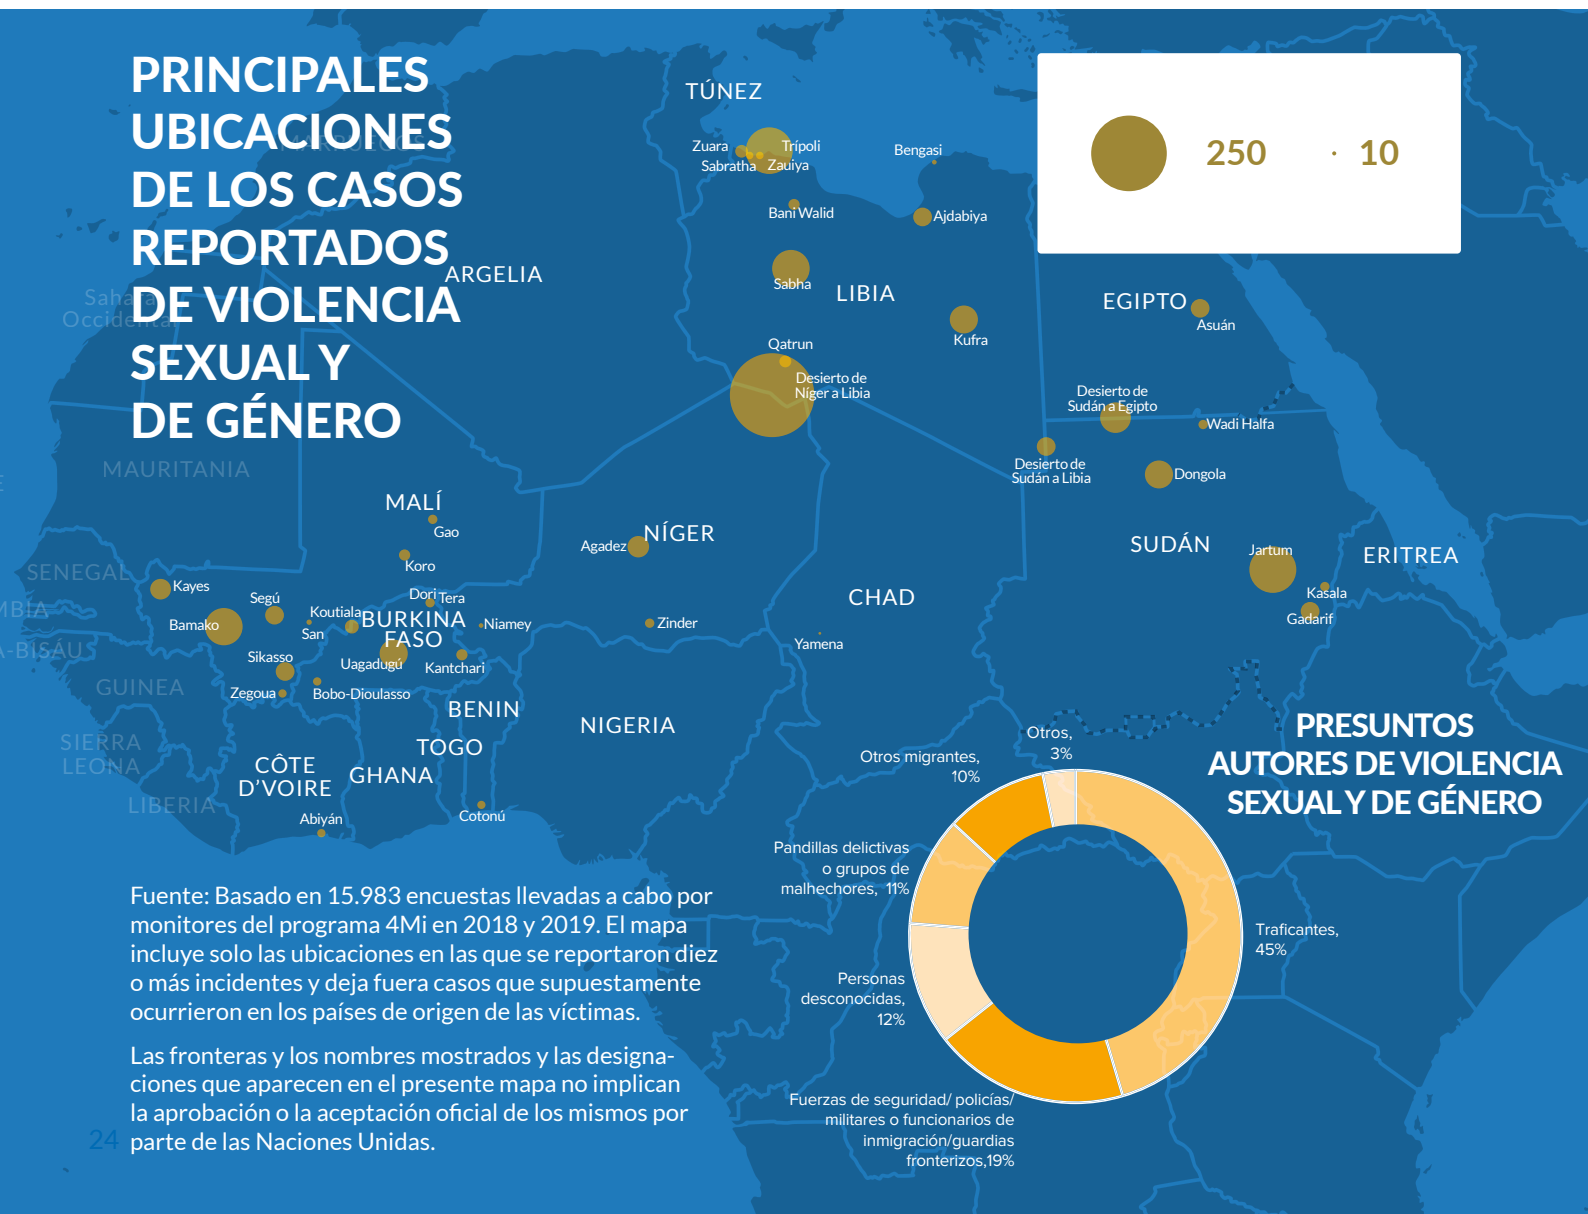 PRINCIPALES
UBICACIONES
DE LOS CASOS
REPORTADOS
DE VIOLENCIA
SEXUAL Y
DE GÉNERO
250
10
TÚNEZ
MARRUECOS
Zuara
Trípoli
Sabratha
Zauiya
Bengasi
Bani Walid
Ajdabiya
ARGELIA
Sabha
LIBIA
EGIPTO
Sahara
Occidental
Asuán
Kufra
Qatrun
Desierto de
Níger a Libia
Desierto de
Sudán a Egipto
Wadi Halfa
Desierto de
Sudán a Libia
Dongola
MAURITANIA
MALÍ
Gao
Koro
Agadez
NÍGER
SUDÁN
Jartum
ERITREA
SENEGAL
Kayes
Segú
Dori
Tera
CHAD
Kasala
Gadarif
MBIA
Bamako
Koutiala
San
BURKINA
FASO
Niamey
Zinder
Yamena
A-BISÁU
Sikasso
Uagadugú
Kantchari
GUINEA
Zegoua
Bobo-Dioulasso
BENIN
NIGERIA
SIERRA
LEONA
TOGO
CÔTE
D’VOIRE
GHANA
LIBERIA
Abiyán
Cotonú
PRESUNTOS
AUTORES DE VIOLENCIA
SEXUAL Y DE GÉNERO
Otros,
3%
Otros migrantes,
10%
Pandillas delictivas
o grupos de
malhechores, 11%
Traficantes,
45%
Personas
desconocidas,
12%
Fuerzas de seguridad/ policías/
militares o funcionarios de
inmigración/guardias
fronterizos,19%
Fuente: Basado en 15.983 encuestas llevadas a cabo por
monitores del programa 4Mi en 2018 y 2019. El mapa
incluye solo las ubicaciones en las que se reportaron diez
o más incidentes y deja fuera casos que supuestamente
ocurrieron en los países de origen de las víctimas.
Las fronteras y los nombres mostrados y las designa-
ciones que aparecen en el presente mapa no implican
la aprobación o la aceptación oficial de los mismos por
parte de las Naciones Unidas.
24